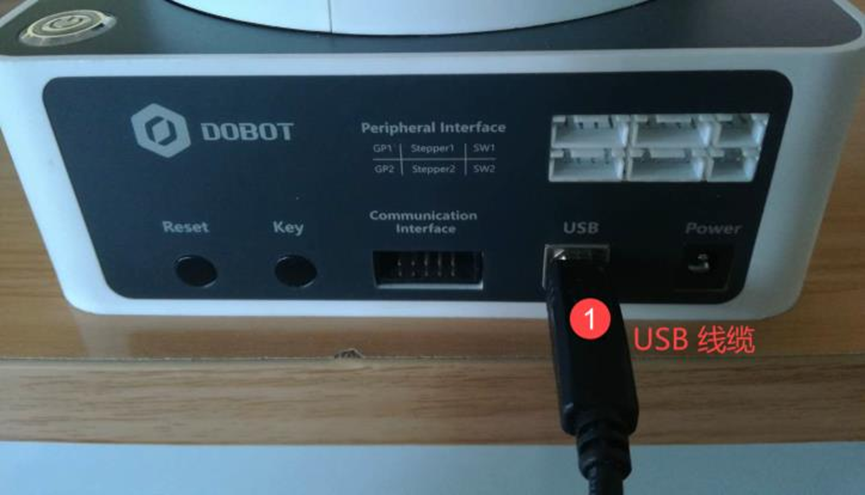 DOBOT
Peripheral Interface
GP1 Stepper1 SW1
GP2 Stepper2 SW2
Reset
Key
Communication
Interface
USB
Power
1
USB 线缆